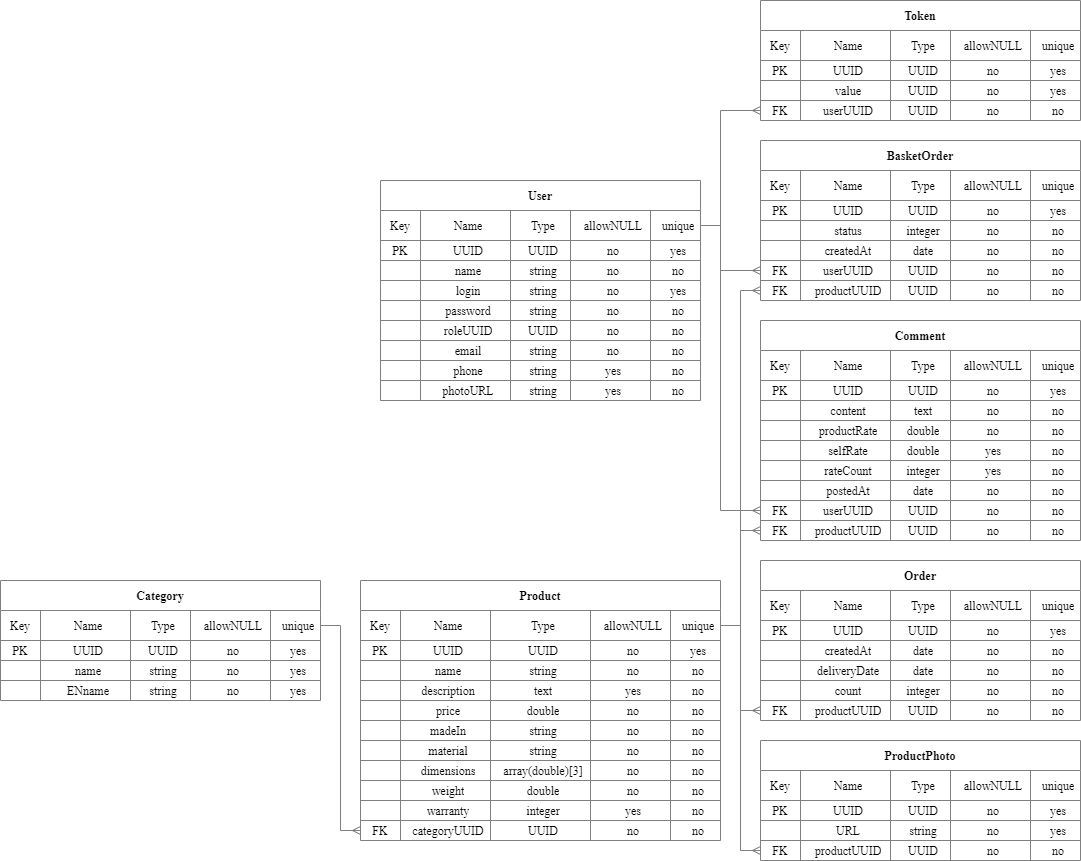 Token
Key Name Type allowNULL unique
PK UUID UUID no yes
value UUID no yes
FK userUUID UUID no no
BasketOrder
Key Name Type allowNULL unique
PK UUID UUID no yes
status integer no no
createdAt date no no
FK userUUID UUID no no
FK productUUID UUID no no
User
Key Name Type allowNULL unique
PK UUID UUID no yes
name string no no
login string no yes
password string no no
roleUUID UUID no no
email string no no
phone string yes no
photoURL string yes no
Comment
Key Name Type allowNULL unique
PK UUID UUID no yes
content text no no
productRate double no no
selfRate double yes no
rateCount integer yes no
postedAt date no no
FK userUUID UUID no no
FK productUUID UUID no no
Category
Key Name Type allowNULL unique
PK UUID UUID no yes
name string no yes
ENname string no yes
Product
Key Name Type allowNULL unique
PK UUID UUID no yes
name string no no
description text yes no
price double no no
madeIn string no no
material string no no
dimensions array(double)[3] no no
weight double no no
warranty integer yes no
FK categoryUUID UUID no no
Order
Key Name Type allowNULL unique
PK UUID UUID no yes
createdAt date no no
deliveryDate date no no
count integer no no
FK productUUID UUID no no
ProductPhoto
Key Name Type allowNULL unique
PK UUID UUID no yes
URL string no yes
FK productUUID UUID no no